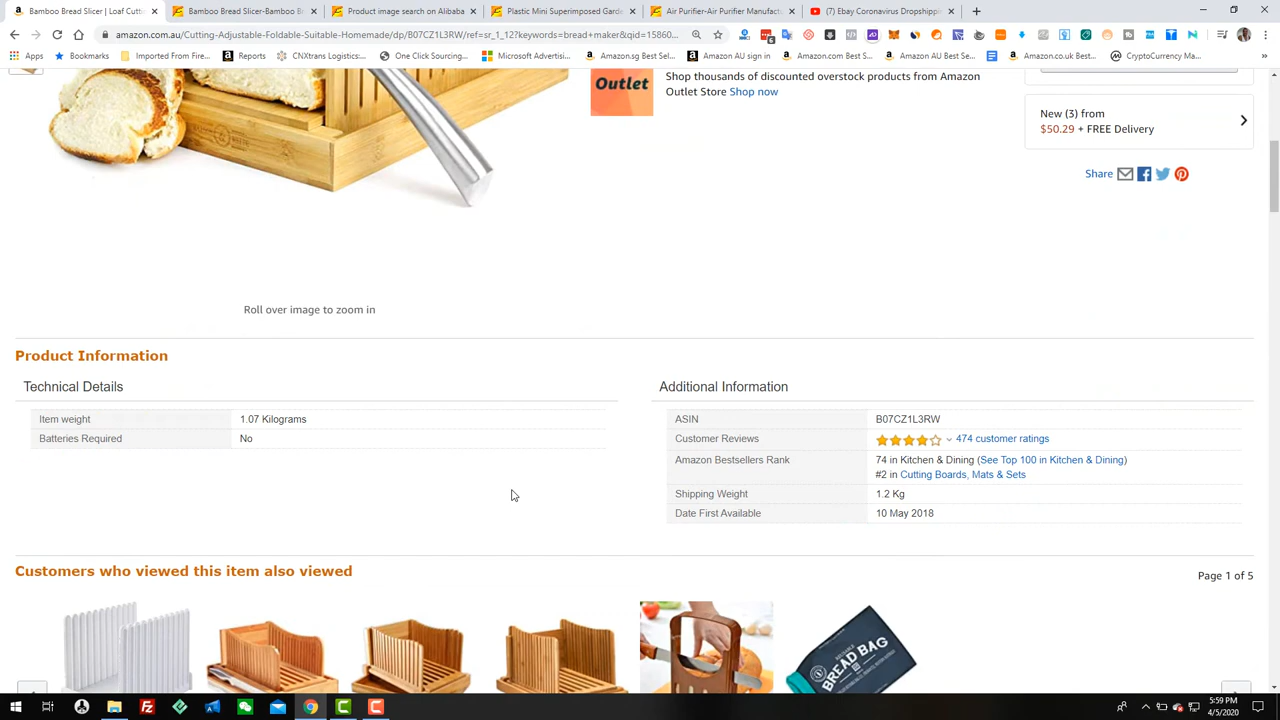 Bamboo Bread Slicer | Loaf Cutting
Bamboo Bread Slicer-Bamboo Br
Product image search on Alibaba
Plastic Mini Superimposed Garde
Air Purifier-Air Purifier Manufactu
(7) Ebay Coronavirus Dropshippin
amazon.com.au/Cutting-Adjustable-Foldable-Suitable-Homemade/dp/B07CZ1L3RW/ref=sr_1_12?keywords=bread+maker&qid=15860...
Apps
Bookmarks
Imported From Fire...
Reports
CNXtrans Logistics:...
One Click Sourcing...
Microsoft Advertisi...
Amazon.sg Best Sel...
Amazon AU sign in
Amazon.com Best S...
Amazon AU Best Se...
Amazon.co.uk Best...
CryptoCurrency Ma...
»
Outlet
Shop thousands of discounted overstock products from Amazon
Outlet Store Shop now
New (3) from
$50.29 + FREE Delivery
Share
Roll over image to zoom in
Product Information
Technical Details
Item weight 1.07 Kilograms
Batteries Required No
Additional Information
ASIN B07CZ1L3RW
Customer Reviews 474 customer ratings
Amazon Bestsellers Rank 74 in Kitchen & Dining (See Top 100 in Kitchen & Dining)
#2 in Cutting Boards, Mats & Sets
Shipping Weight 1.2 Kg
Date First Available 10 May 2018
Customers who viewed this item also viewed
Page 1 of 5
BREAD BAG
5:59 PM
4/5/2020